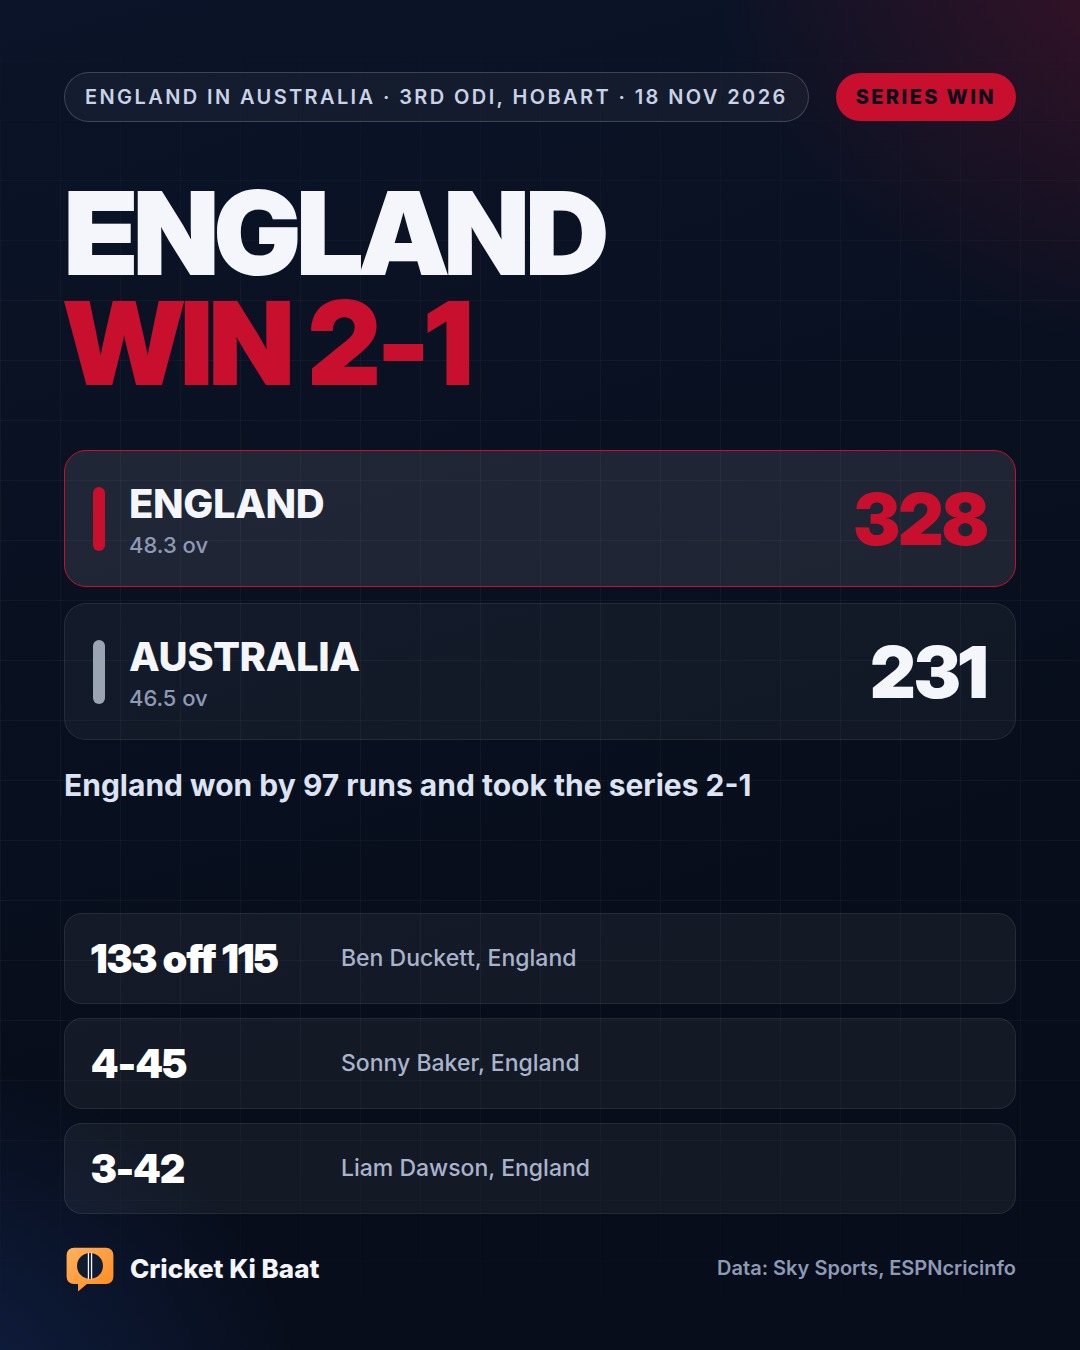 ENGLAND IN AUSTRALIA · 3RD ODI, HOBART · 18 NOV 2026
SERIES WIN
ENGLAND
WIN 2-1
ENGLAND
48.3 ov
328
AUSTRALIA
46.5 ov
231
England won by 97 runs and took the series 2-1
133 off 115
Ben Duckett, England
4-45
Sonny Baker, England
3-42
Liam Dawson, England
Cricket Ki Baat
Data: Sky Sports, ESPNcricinfo